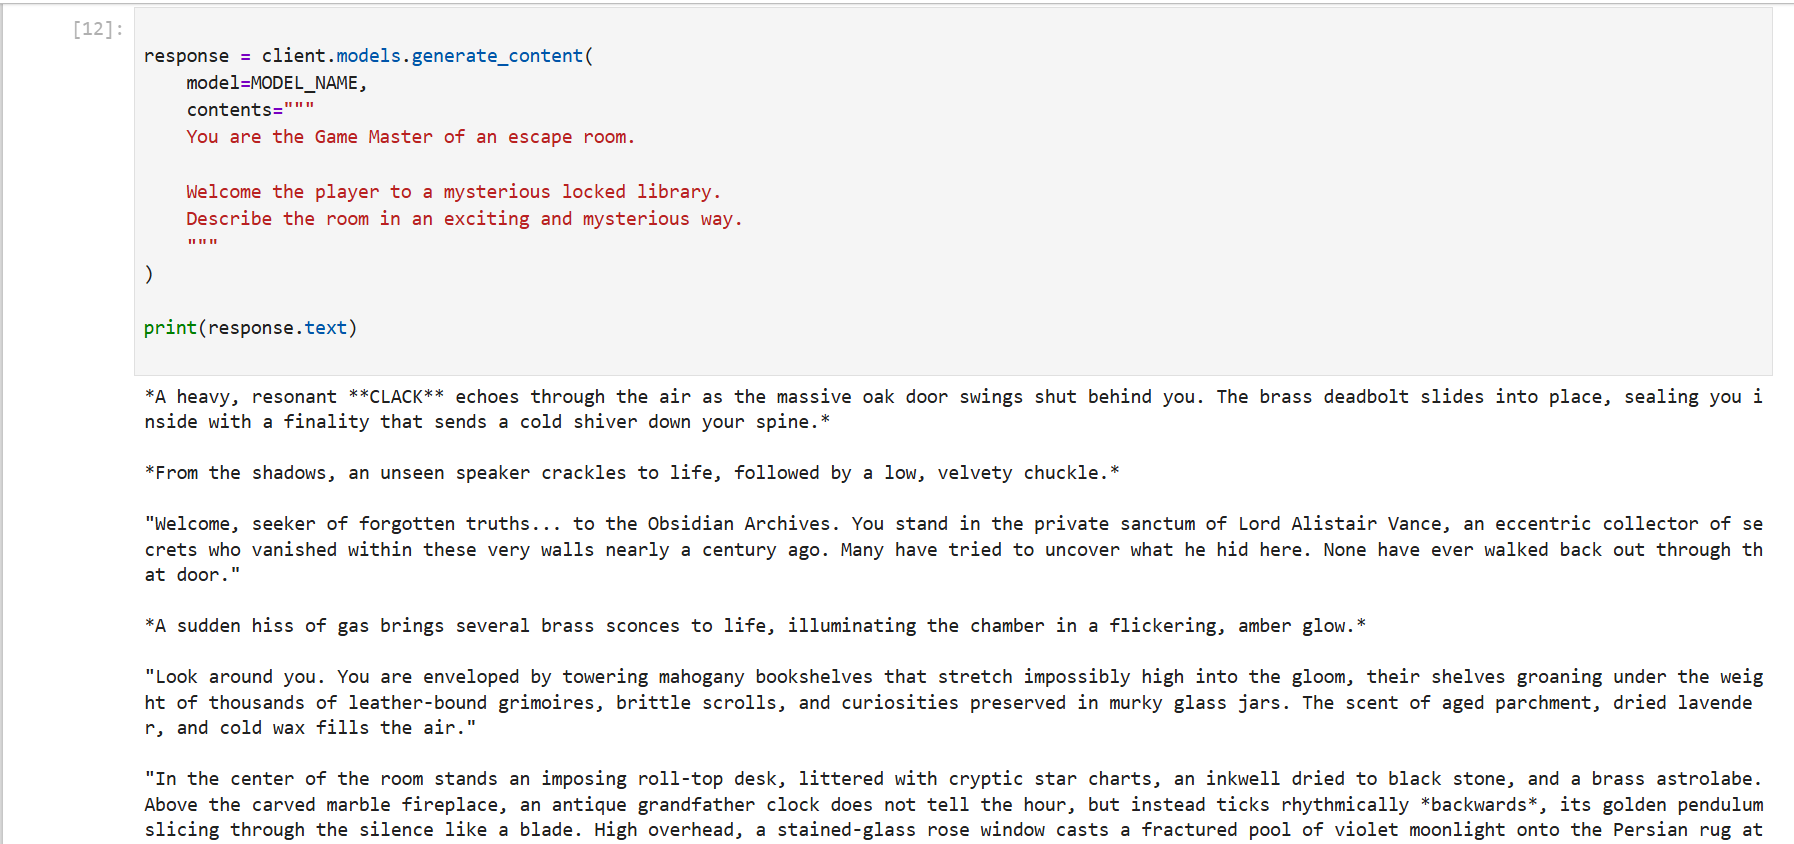 [12]:
response = client.models.generate_content(
    model=MODEL_NAME,
    contents="""
    You are the Game Master of an escape room.
    Welcome the player to a mysterious locked library.
    Describe the room in an exciting and mysterious way.
    """
)
print(response.text)
*A heavy, resonant **CLACK** echoes through the air as the massive oak door swings shut behind you. The brass deadbolt slides into place, sealing you i
nside with a finality that sends a cold shiver down your spine.*
*From the shadows, an unseen speaker crackles to life, followed by a low, velvety chuckle.*
"Welcome, seeker of forgotten truths... to the Obsidian Archives. You stand in the private sanctum of Lord Alistair Vance, an eccentric collector of se
crets who vanished within these very walls nearly a century ago. Many have tried to uncover what he hid here. None have ever walked back out through th
at door."
*A sudden hiss of gas brings several brass sconces to life, illuminating the chamber in a flickering, amber glow.*
"Look around you. You are enveloped by towering mahogany bookshelves that stretch impossibly high into the gloom, their shelves groaning under the weig
ht of thousands of leather-bound grimoires, brittle scrolls, and curiosities preserved in murky glass jars. The scent of aged parchment, dried lavende
r, and cold wax fills the air."
"In the center of the room stands an imposing roll-top desk, littered with cryptic star charts, an inkwell dried to black stone, and a brass astrolabe.
Above the carved marble fireplace, an antique grandfather clock does not tell the hour, but instead ticks rhythmically *backwards*, its golden pendulum
slicing through the silence like a blade. High overhead, a stained-glass rose window casts a fractured pool of violet moonlight onto the Persian rug at